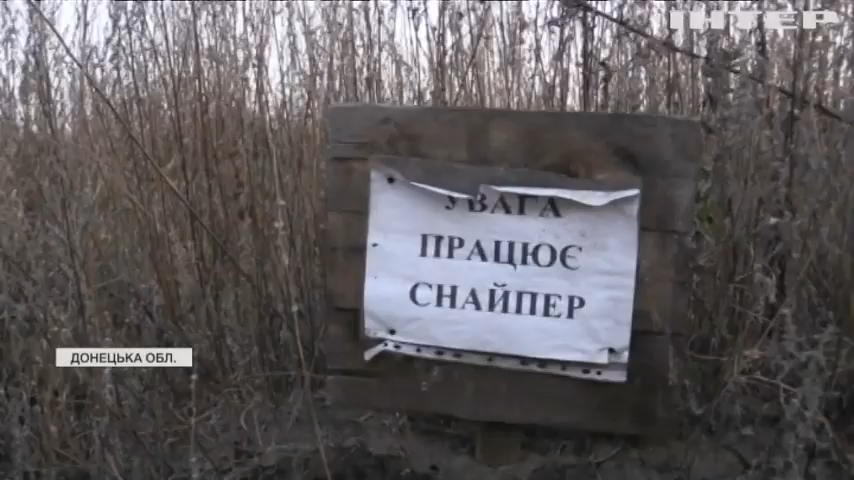 ІНТЕР
УВАГА
ПРАЦЮЄ
СНАЙПЕР
ДОНЕЦЬКА ОБЛ.